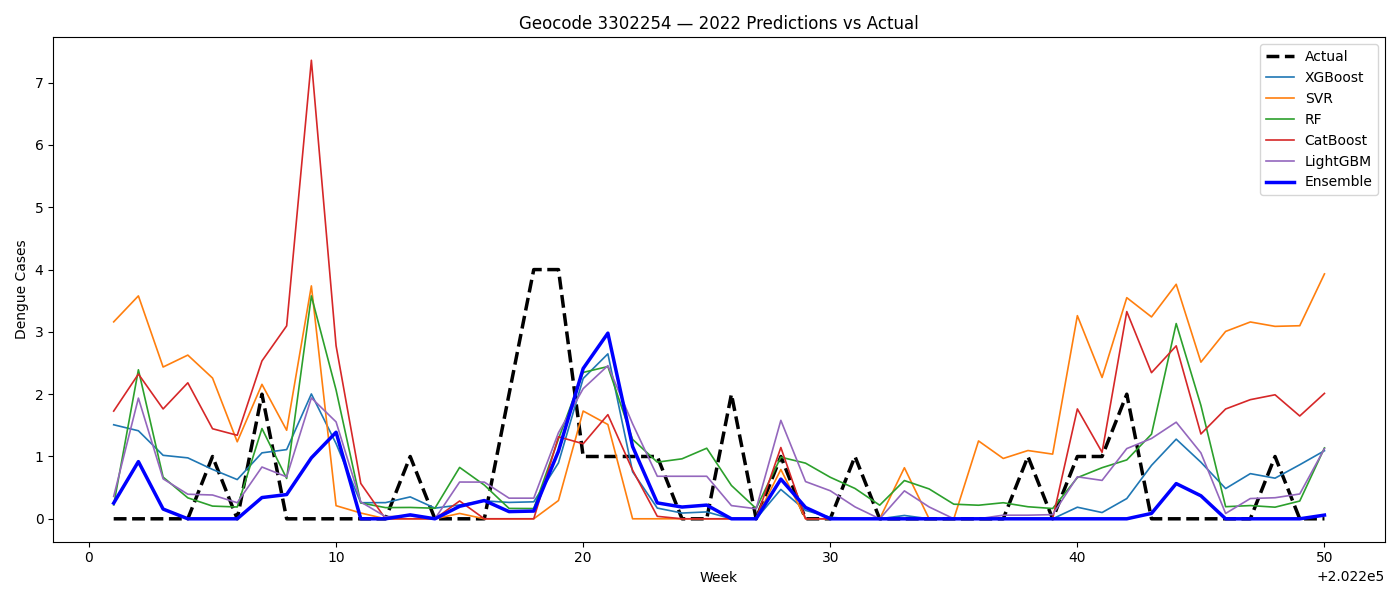 Geocode 3302254 — 2022 Predictions vs Actual
Dengue Cases
7
6
5
4
3
2
1
0
Actual
XGBoost
SVR
RF
CatBoost
LightGBM
Ensemble
0 10 20 30 40 50
Week
+2.022e5